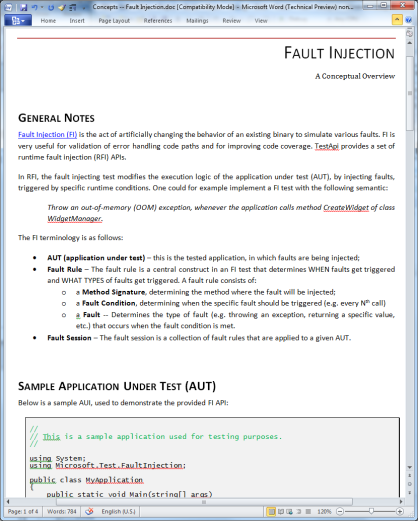 Concepts -- Fault Injection.doc [Compatibility Mode] - Microsoft Word (Technical Preview) non...
Home Insert Page Layout References Mailings Review View
FAULT INJECTION
A Conceptual Overview
GENERAL NOTES
Fault Injection (FI) is the act of artificially changing the behavior of an existing binary to simulate various faults. FI is
very useful for validation of error handling code paths and for improving code coverage. TestApi provides a set of
runtime fault injection (RFI) APIs.
In RFI, the fault injecting test modifies the execution logic of the application under test (AUT), by injecting faults,
triggered by specific runtime conditions. One could for example implement a FI test with the following semantic:
Throw an out-of-memory (OOM) exception, whenever the application calls method CreateWidget of class
WidgetManager.
The FI terminology is as follows:
• AUT (application under test) – this is the tested application, in which faults are being injected;
• Fault Rule – The fault rule is a central construct in an FI test that determines WHEN faults get triggered
and WHAT TYPES of faults get triggered. A fault rule consists of:
o a Method Signature, determining the method where the fault will be injected;
o a Fault Condition, determining when the specific fault should be triggered (e.g. every Nth call)
o a Fault -- Determines the type of fault (e.g. throwing an exception, returning a specific value,
etc.) that occurs when the fault condition is met.
• Fault Session – The fault session is a collection of fault rules that are applied to a given AUT.
SAMPLE APPLICATION UNDER TEST (AUT)
Below is a sample AUI, used to demonstrate the provided FI API:
//
// This is a sample application used for testing purposes.
//
using System;
using Microsoft.Test.FaultInjection;
public class MyApplication
{
public static void Main(string[] args)
Page: 1 of 4 Words: 784 English (U.S.) 120%